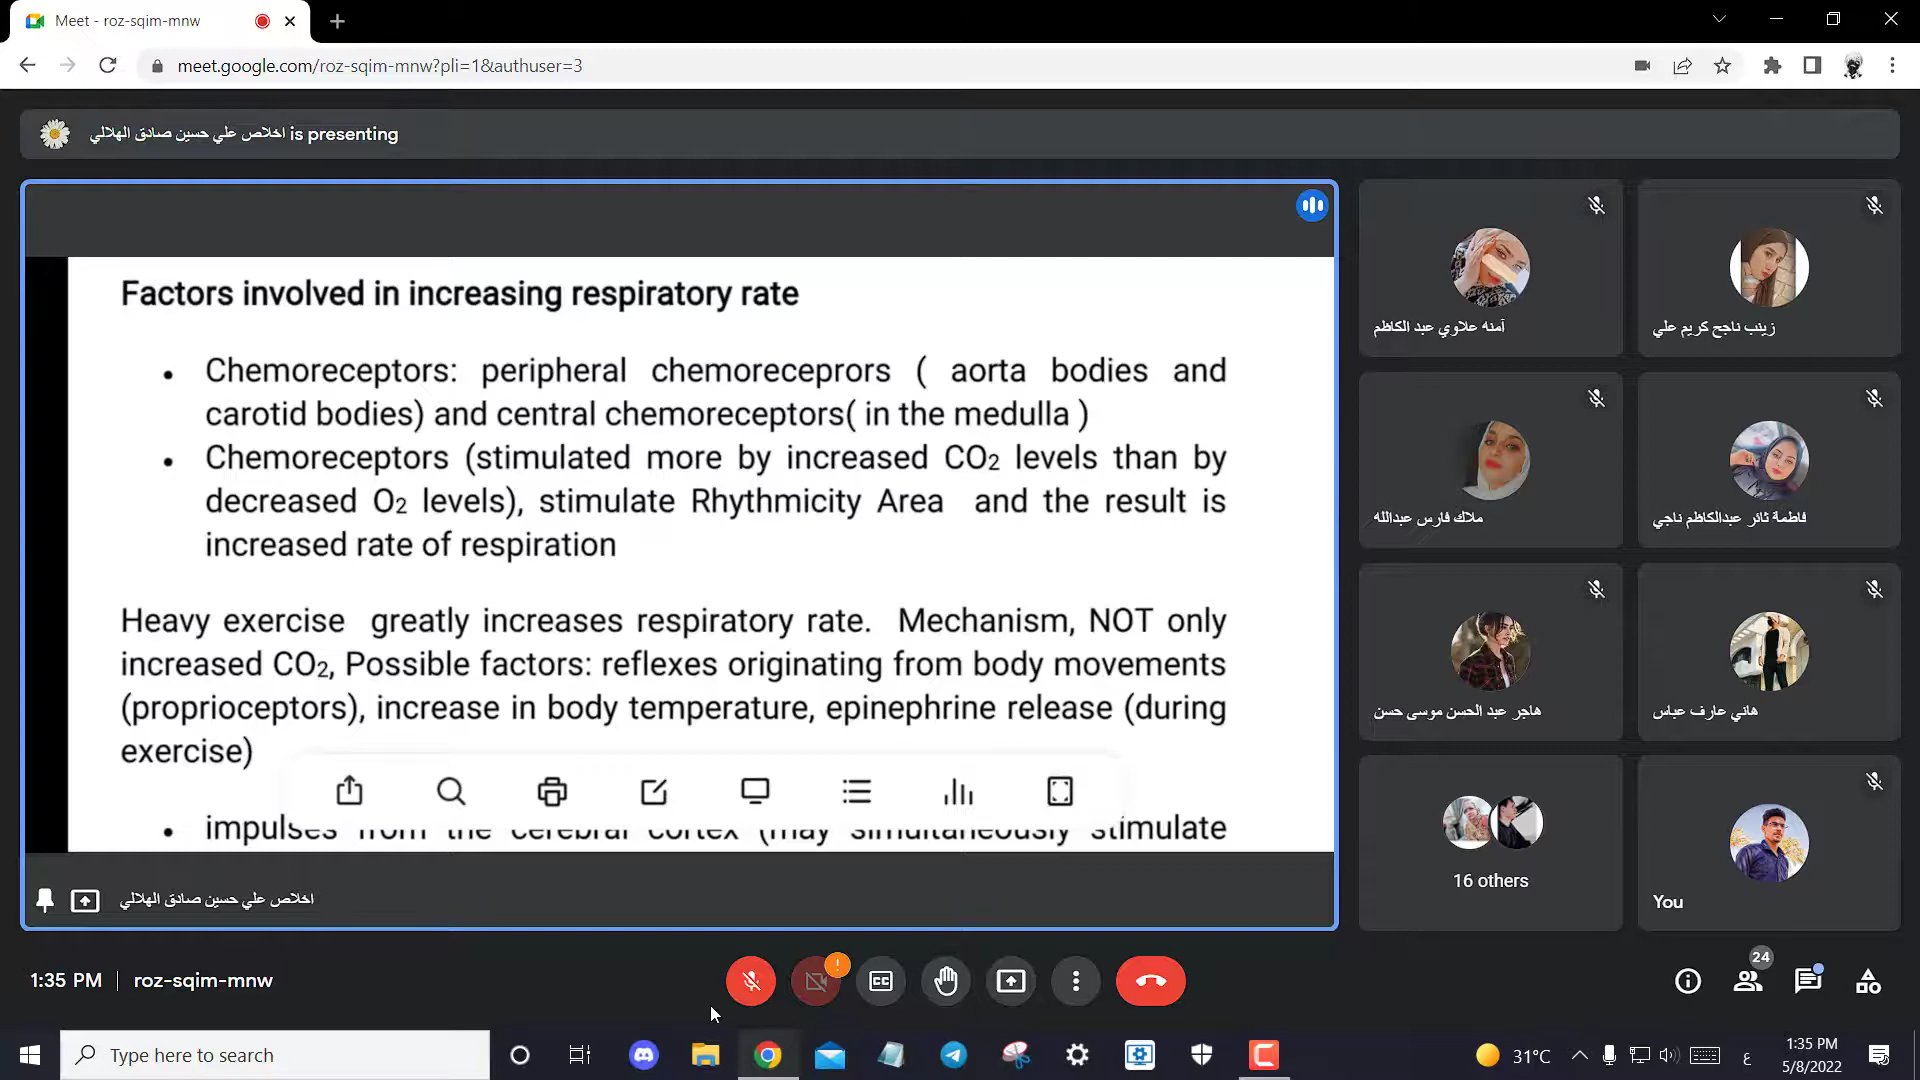 Meet - roz-sqim-mnw
meet.google.com/roz-sqim-mnw?pli=1&authuser=3
اخلاص علي حسين صادق الهلالي is presenting
Factors involved in increasing respiratory rate
• Chemoreceptors: peripheral chemoreceprors ( aorta bodies and
carotid bodies) and central chemoreceptors( in the medulla )
• Chemoreceptors (stimulated more by increased CO2 levels than by
decreased O2 levels), stimulate Rhythmicity Area and the result is
increased rate of respiration
Heavy exercise greatly increases respiratory rate. Mechanism, NOT only
increased CO2, Possible factors: reflexes originating from body movements
(proprioceptors), increase in body temperature, epinephrine release (during
exercise)
• impulses from the cerebral cortex (may simultaneously stimulate
اخلاص علي حسين صادق الهلالي
آمنه علاوي عبد الكاظم
زينب ناجح كريم علي
ملاك فارس عبدالله
فاطمة ثائر عبدالكاظم ناجي
هاجر عبد الحسن موسى حسن
هاني عارف عباس
16 others
You
1:35 PM | roz-sqim-mnw
CC
24
Type here to search
31°C
ع
1:35 PM
5/8/2022